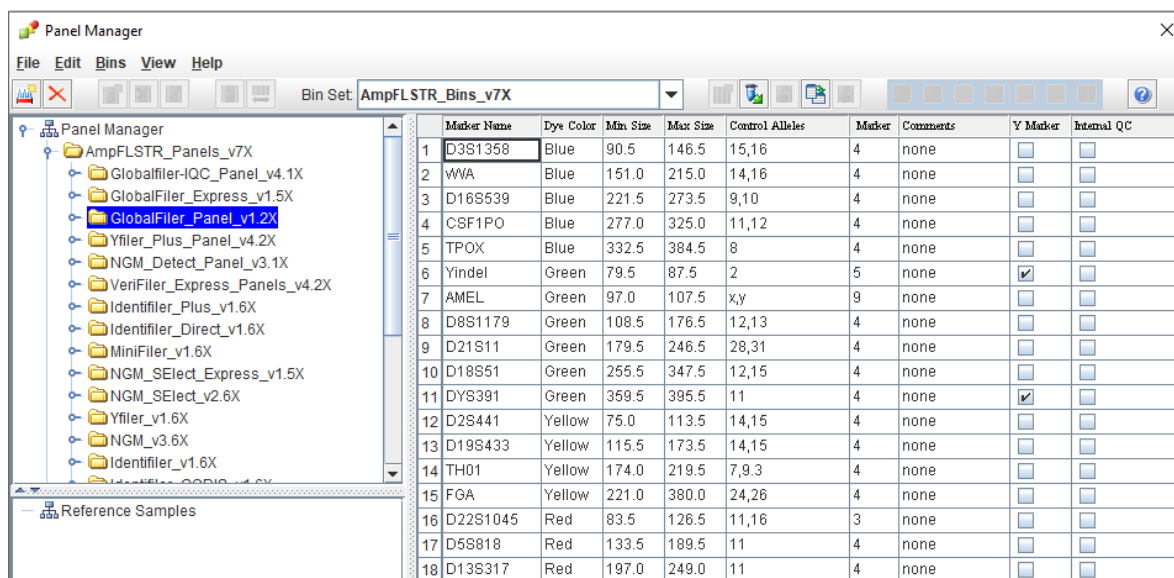 Panel Manager
File Edit Bins View Help
Bin Set: AmpFLSTR_Bins_v7X
Panel Manager
AmpFLSTR_Panels_v7X
Globalfiler-IQC_Panel_v4.1X
GlobalFiler_Express_v1.5X
GlobalFiler_Panel_v1.2X
Yfiler_Plus_Panel_v4.2X
NGM_Detect_Panel_v3.1X
VeriFiler_Express_Panels_v4.2X
Identifiler_Plus_v1.6X
Identifiler_Direct_v1.6X
MiniFiler_v1.6X
NGM_SElect_Express_v1.5X
NGM_SElect_v2.6X
Yfiler_v1.6X
NGM_v3.6X
Identifiler_v1.6X
Reference Samples
Marker Name Dye Color Min Size Max Size Control Alleles Marker Comments Y Marker Internal QC
1 D3S1358 Blue 90.5 146.5 15,16 4 none
2 vWA Blue 151.0 215.0 14,16 4 none
3 D16S539 Blue 221.5 273.5 9,10 4 none
4 CSF1PO Blue 277.0 325.0 11,12 4 none
5 TPOX Blue 332.5 384.5 8 4 none
6 Yindel Green 79.5 87.5 2 5 none
7 AMEL Green 97.0 107.5 x,y 9 none
8 D8S1179 Green 108.5 176.5 12,13 4 none
9 D21S11 Green 179.5 246.5 28,31 4 none
10 D18S51 Green 255.5 347.5 12,15 4 none
11 DYS391 Green 359.5 395.5 11 4 none
12 D2S441 Yellow 75.0 113.5 14,15 4 none
13 D19S433 Yellow 115.5 173.5 14,15 4 none
14 TH01 Yellow 174.0 219.5 7,9.3 4 none
15 FGA Yellow 221.0 380.0 24,26 4 none
16 D22S1045 Red 83.5 126.5 11,16 3 none
17 D5S818 Red 133.5 189.5 11 4 none
18 D13S317 Red 197.0 249.0 11 4 none